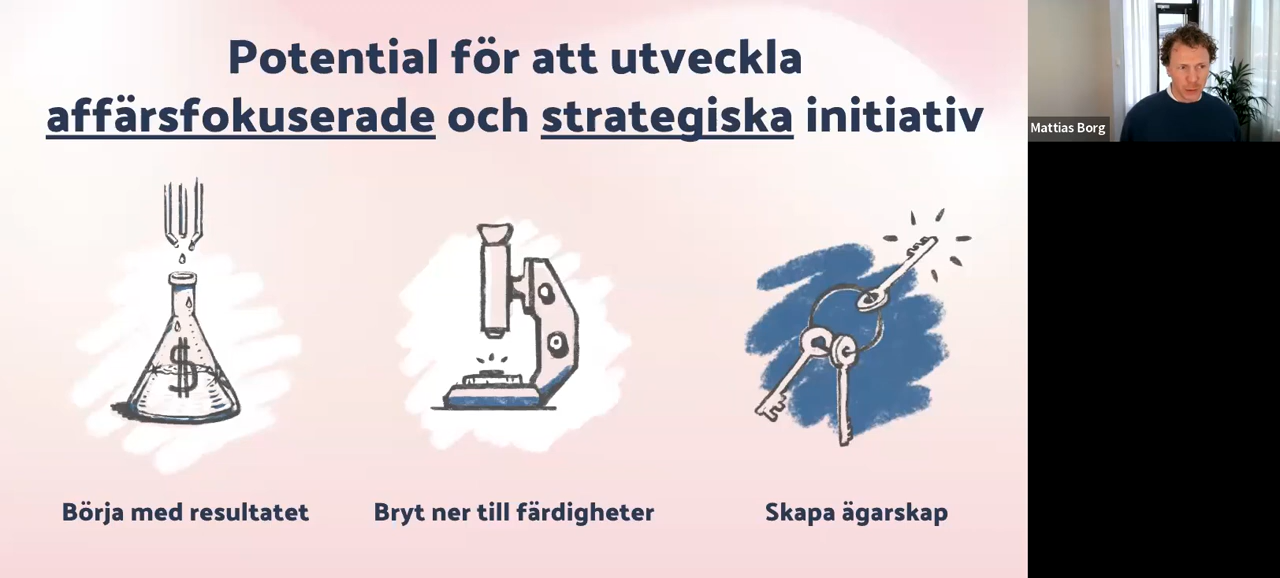 Potential för att utveckla
affärsfokuserade och strategiska initiativ
$
Börja med resultatet
Bryt ner till färdigheter
Skapa ägarskap
Mattias Borg